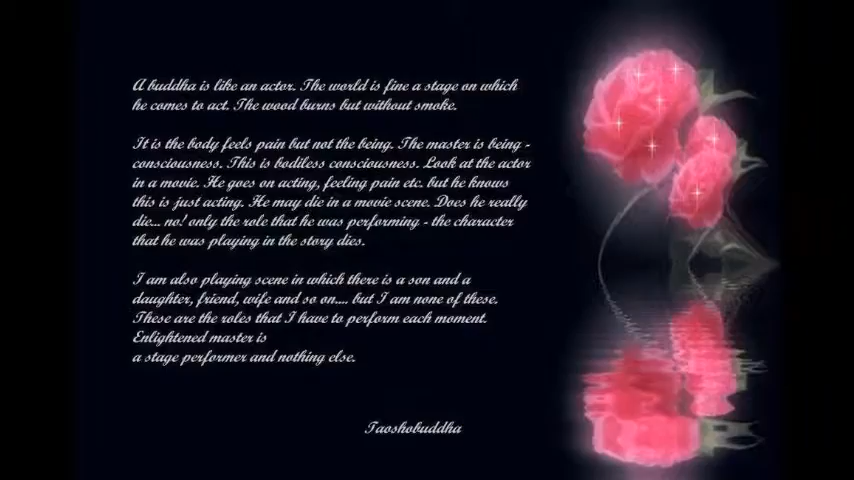 A buddha is like an actor. The world is fine a stage on which
he comes to act. The wood burns but without smoke.
It is the body feels pain but not the being. The master is being -
consciousness. This is bodiless consciousness. Look at the actor
in a movie. He goes on acting, feeling pain etc. but he knows
this is just acting. He may die in a movie scene. Does he really
die... no! only the role that he was performing - the character
that he was playing in the story dies.
I am also playing scene in which there is a son and a
daughter, friend, wife and so on.... but I am none of these.
These are the roles that I have to perform each moment.
Enlightened master is
a stage performer and nothing else.
Taoshobuddha